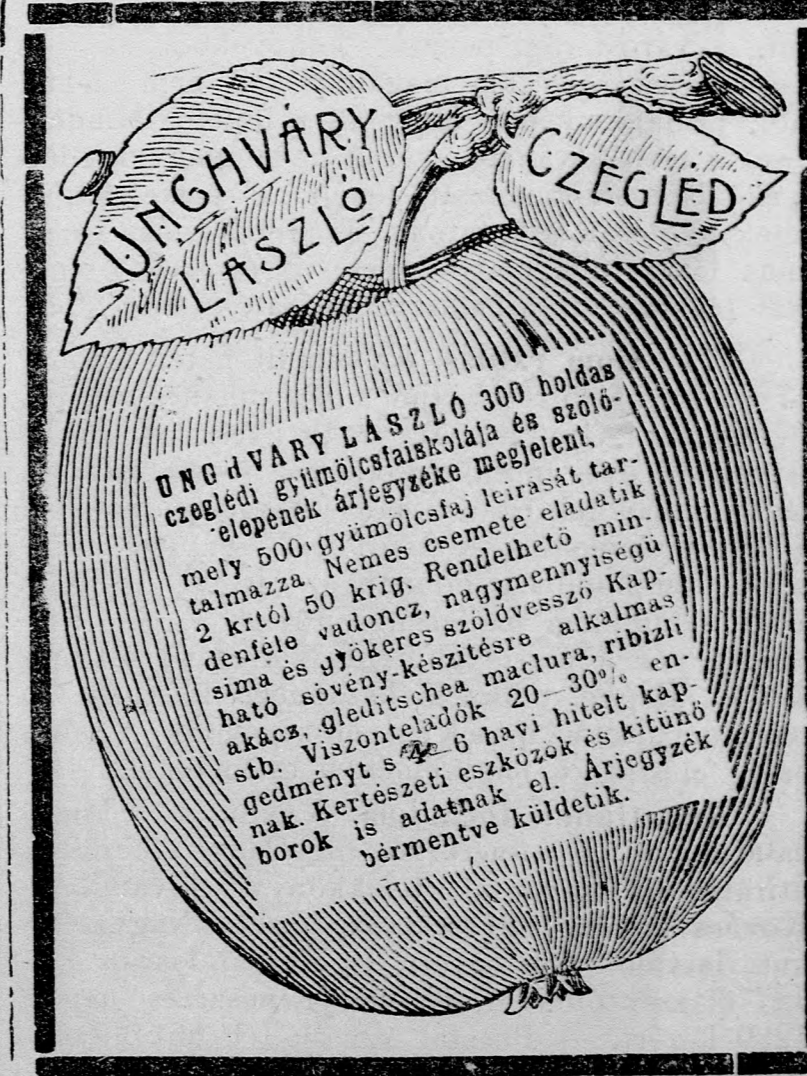 UNGHVÁRY
LÁSZLÓ
CZEGLÉD
UNGHVARY LÁSZLÓ 300 holdas
czeglédi gyümölcsfaiskolája és szőlő-
elepének árjegyzéke megjelent,
mely 500 gyümölcsfaj leirását tar-
talmazza. Nemes csemete eladatik
2 krtól 50 krig. Rendelhető min-
denféle vadoncz, nagymennyiségü
sima és gyökeres szőlővessző Kap-
ható sövény-készitésre alkalmas
akácz, gleditschea maclura, ribizli
stb. Viszonteladók 20—30% en-
gedményt s 4—6 havi hitelt kap-
nak. Kertészeti eszközök és kitünő
borok is adatnak el. Árjegyzék
bérmentve küldetik.